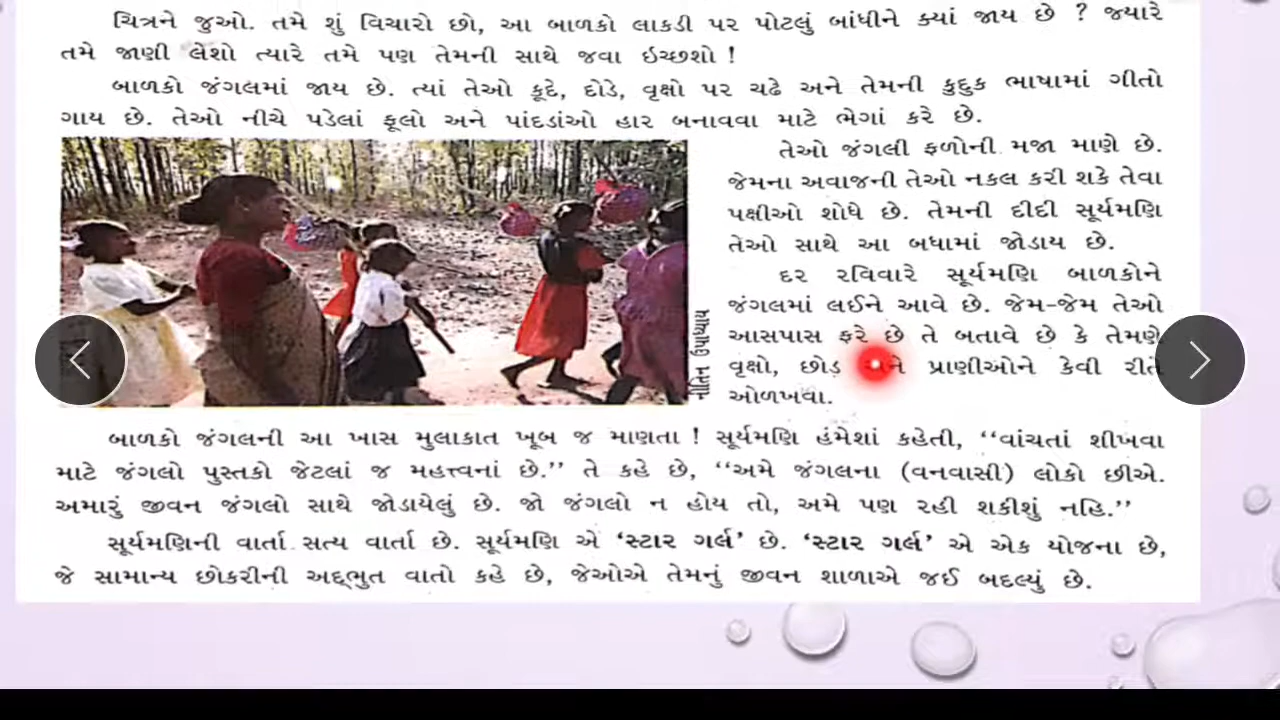 ચિત્રને જુઓ. તમે શું વિચારો છો, આ બાળકો લાકડી પર પોટલું બાંધીને ક્યાં જાય છે ? જ્યારે
તમે જાણી લેશો ત્યારે તમે પણ તેમની સાથે જવા ઇચ્છશો !
બાળકો જંગલમાં જાય છે. ત્યાં તેઓ કૂદે, દોડે, વૃક્ષો પર ચઢે અને તેમની કુદુક ભાષામાં ગીતો
ગાય છે. તેઓ નીચે પડેલાં ફૂલો અને પાંદડાંઓ હાર બનાવવા માટે ભેગાં કરે છે.
તેઓ જંગલી ફળોની મજા માણે છે.
જેમના અવાજની તેઓ નકલ કરી શકે તેવા
પક્ષીઓ શોધે છે. તેમની દીદી સૂર્યમણિ
તેઓ સાથે આ બધામાં જોડાય છે.
દર રવિવારે સૂર્યમણિ બાળકોને
જંગલમાં લઈને આવે છે. જેમ-જેમ તેઓ
આસપાસ ફરે છે તે બતાવે છે કે તેમણે
વૃક્ષો, છોડ અને પ્રાણીઓને કેવી રીતે
ઓળખવા.
નીતિન ઉપાધ્યાય
બાળકો જંગલની આ ખાસ મુલાકાત ખૂબ જ માણતા ! સૂર્યમણિ હંમેશાં કહેતી, “વાંચતાં શીખવા
માટે જંગલો પુસ્તકો જેટલાં જ મહત્ત્વનાં છે.” તે કહે છે, “અમે જંગલના (વનવાસી) લોકો છીએ.
અમારું જીવન જંગલો સાથે જોડાયેલું છે. જો જંગલો ન હોય તો, અમે પણ રહી શકીશું નહિ.”
સૂર્યમણિની વાર્તા સત્ય વાર્તા છે. સૂર્યમણિ એ ‘સ્ટાર ગર્લ’ છે. ‘સ્ટાર ગર્લ’ એ એક યોજના છે,
જે સામાન્ય છોકરીની અદ્ભુત વાતો કહે છે, જેઓએ તેમનું જીવન શાળાએ જઈ બદલ્યું છે.